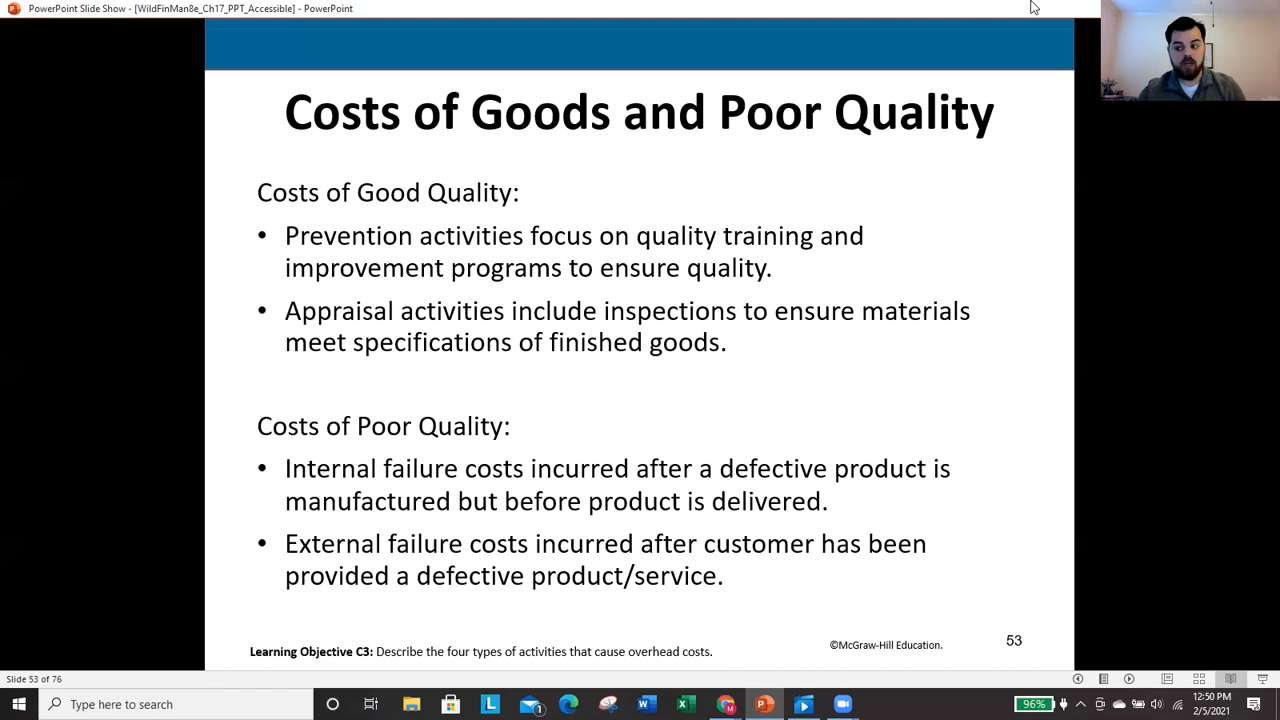 PowerPoint Slide Show - [WildFinMan8e_Ch17_PPT_Accessible] - PowerPoint
Costs of Goods and Poor Quality
Costs of Good Quality:
• Prevention activities focus on quality training and
improvement programs to ensure quality.
• Appraisal activities include inspections to ensure materials
meet specifications of finished goods.
Costs of Poor Quality:
• Internal failure costs incurred after a defective product is
manufactured but before product is delivered.
• External failure costs incurred after customer has been
provided a defective product/service.
Learning Objective C3: Describe the four types of activities that cause overhead costs.
©McGraw-Hill Education.
53
Slide 53 of 76
Type here to search
96%
12:50 PM
2/5/2021